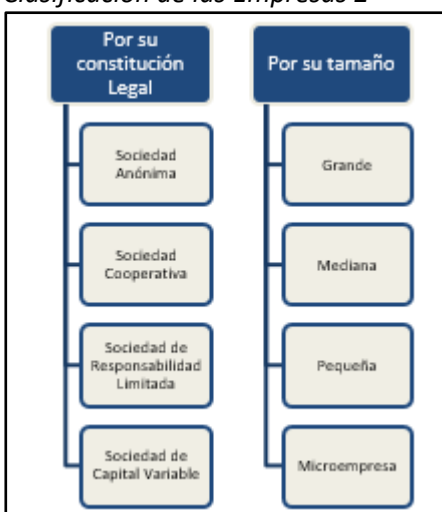 Clasificación de las Empresas 2
Por su
constitución
Legal
Sociedad
Anónima
Sociedad
Cooperativa
Sociedad de
Responsabilidad
Limitada
Sociedad de
Capital Variable
Por su tamaño
Grande
Mediana
Pequeña
Microempresa